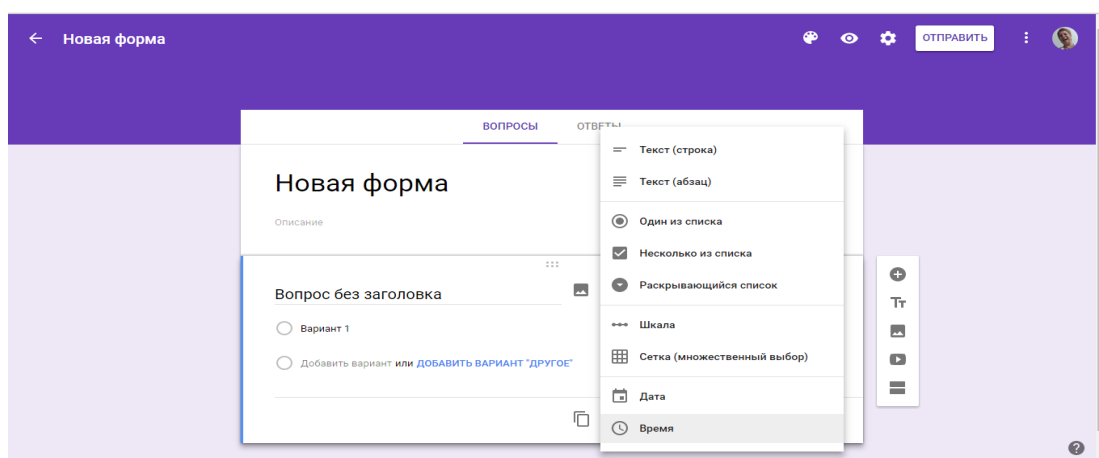 Новая форма
ОТПРАВИТЬ
ВОПРОСЫ
ОТВЕТЫ
Новая форма
Описание
Вопрос без заголовка
Вариант 1
Добавить вариант или ДОБАВИТЬ ВАРИАНТ "ДРУГОЕ"
Текст (строка)
Текст (абзац)
Один из списка
Несколько из списка
Раскрывающийся список
Шкала
Сетка (множественный выбор)
Дата
Время
Тт